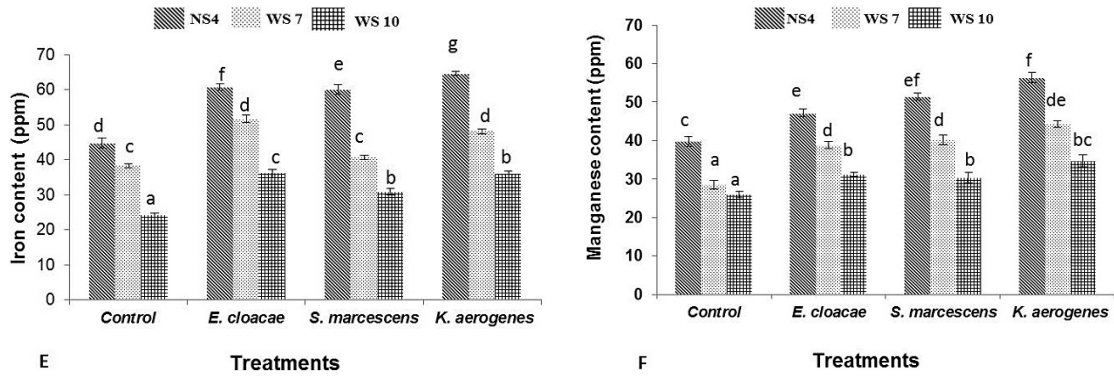 NS4 WS 7 WS 10
Iron content (ppm)
70
60
50
40
30
20
10
0
d c a f d c e c b g d b
Control E. cloacae S. marcescens K. aerogenes
E Treatments
NS4 WS 7 WS 10
Manganese content (ppm)
70
60
50
40
30
20
10
0
c a a e d b ef d b f de bc
Control E. cloacae S. marcescens K. aerogenes
F Treatments